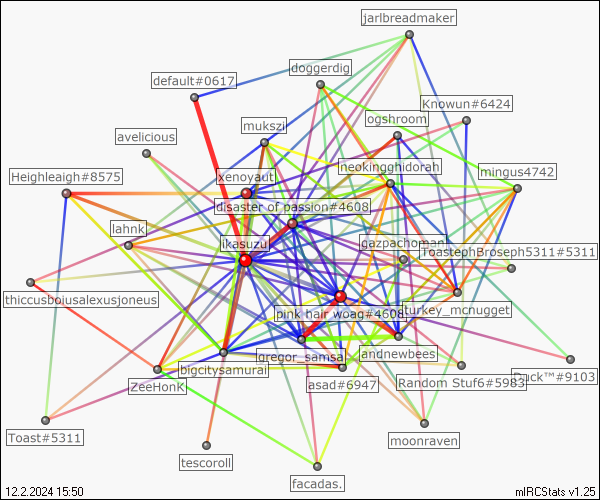 jarlbreadmaker
doggerdig
default#0617
Knowun#6424
ogshroom
mukszi
avelicious
neokingghidorah
mingus4742
Heighleaigh#8575
xenoyaut
disaster of passion#4608
lahnk
ikasuzu
gazpachoman
ToastephBroseph5311#5311
thiccusboiusalexusjoneus
pink hair woag#4608
turkey_mcnugget
gregor_samsa
andnewbees
bigcitysamurai
ZeeHonK
asad#6947
Random Stuf6#5983
Duck™#9103
Toast#5311
moonraven
tescoroll
facadas.
12.2.2024 15:50
mIRCStats v1.25